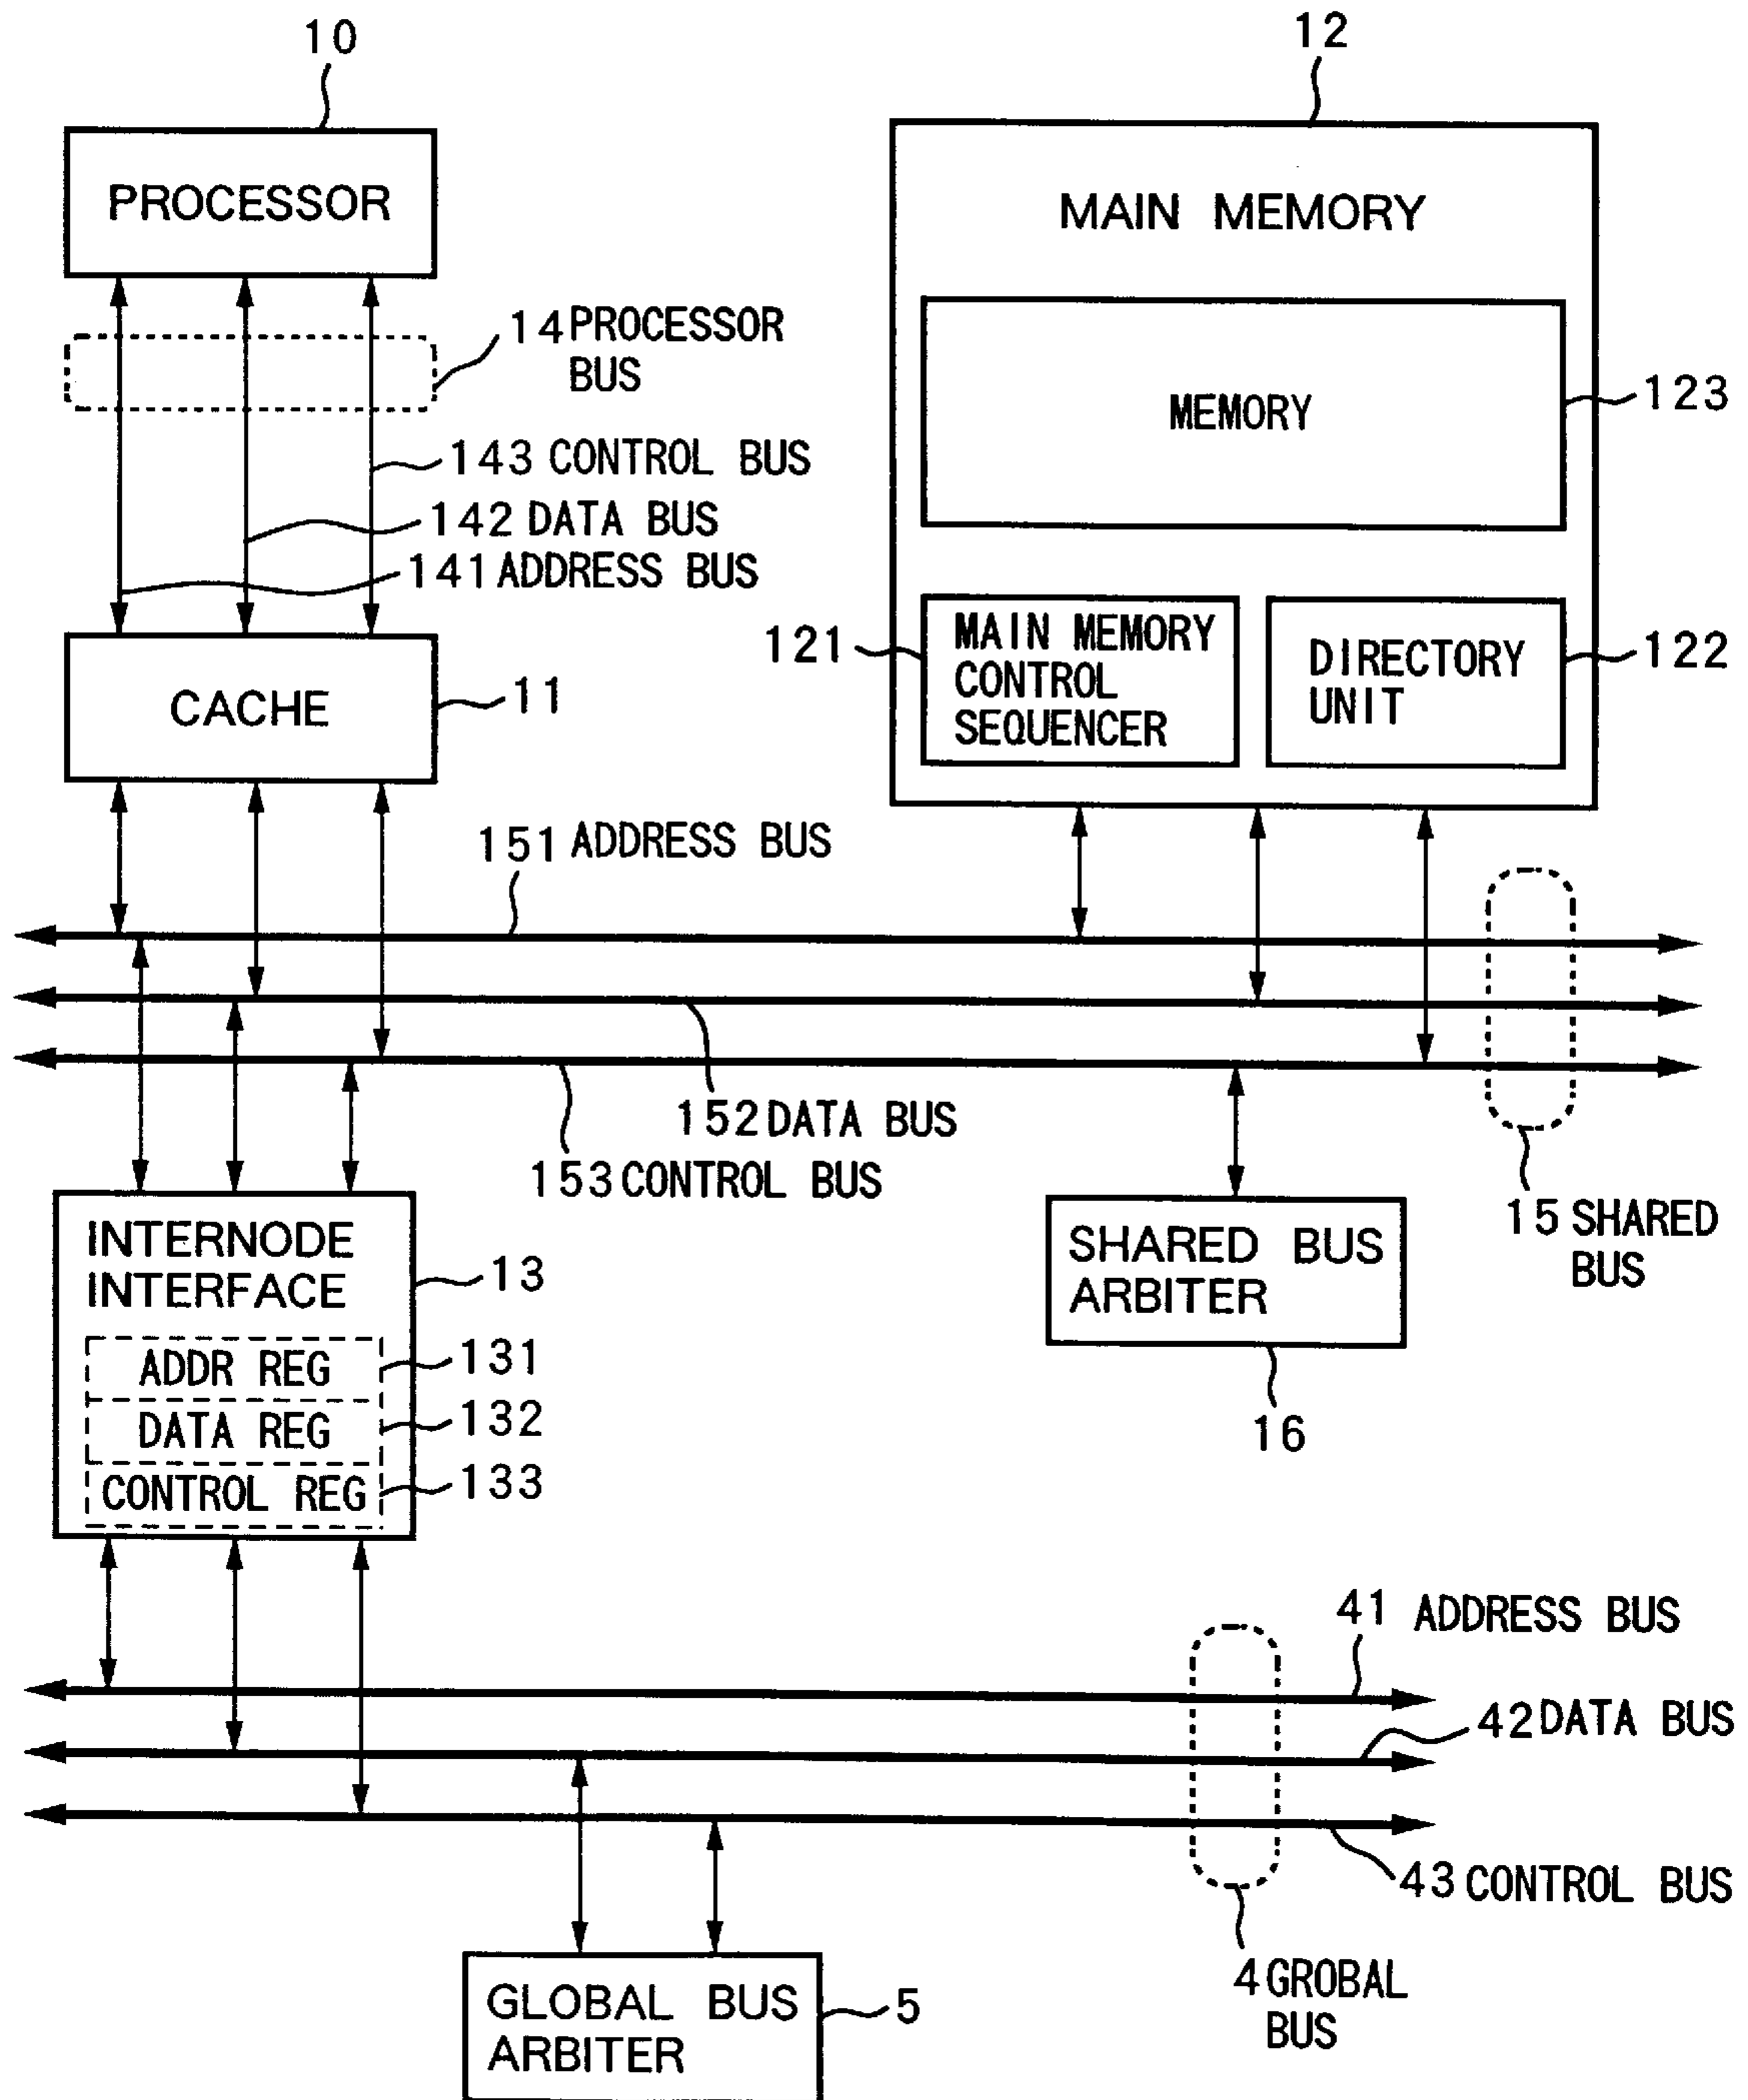 10
12
PROCESSOR
MAIN MEMORY
14 PROCESSOR
BUS
MEMORY
123
143 CONTROL BUS
142 DATA BUS
141 ADDRESS BUS
121
MAIN MEMORY
CONTROL
SEQUENCER
DIRECTORY
UNIT
122
CACHE
11
151 ADDRESS BUS
152 DATA BUS
153 CONTROL BUS
15 SHARED
BUS
INTERNODE
INTERFACE
13
SHARED BUS
ARBITER
16
ADDR REG
131
DATA REG
132
CONTROL REG
133
41 ADDRESS BUS
42 DATA BUS
43 CONTROL BUS
4 GROBAL
BUS
GLOBAL BUS
ARBITER
5